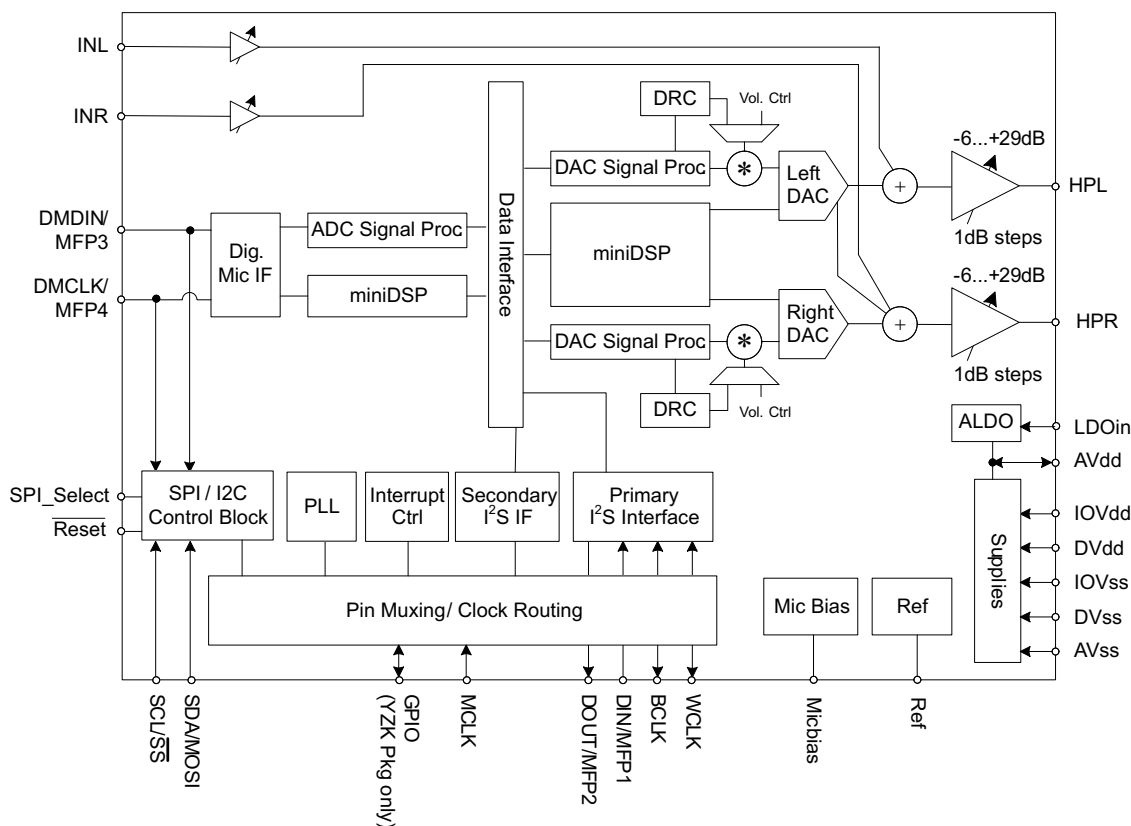 INL
INR
DRC
Vol. Ctrl
-6...+29dB
DAC Signal Proc.
*
Left
DAC
+
HPL
1dB steps
DMDIN/
MFP3
DMCLK/
MFP4
Dig.
Mic IF
ADC Signal Proc.
miniDSP
Data Interface
miniDSP
-6...+29dB
Right
DAC
+
HPR
1dB steps
DAC Signal Proc.
*
DRC
Vol. Ctrl
ALDO
LDOin
AVdd
SPI_Select
Reset
SPI / I2C
Control Block
PLL
Interrupt
Ctrl
Secondary
I²S IF
Primary
I²S Interface
Supplies
IOVdd
DVdd
IOVss
DVss
AVss
Pin Muxing/ Clock Routing
Mic Bias
Ref
SCL/SS
SDA/MOSI
GPIO
(YZK Pkg only)
MCLK
DOUT/MFP2
DIN/MFP1
BCLK
WCLK
Micbias
Ref